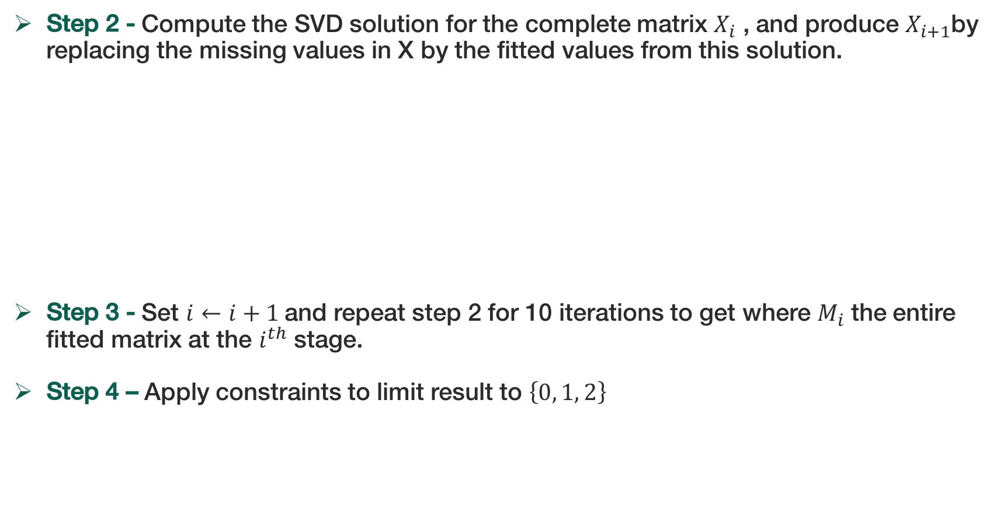 ➢ Step 2 - Compute the SVD solution for the complete matrix X_i , and produce X_{i+1} by
replacing the missing values in X by the fitted values from this solution.
➢ Step 3 - Set i ← i + 1 and repeat step 2 for 10 iterations to get where M_i the entire
fitted matrix at the i^{th} stage.
➢ Step 4 – Apply constraints to limit result to {0, 1, 2}